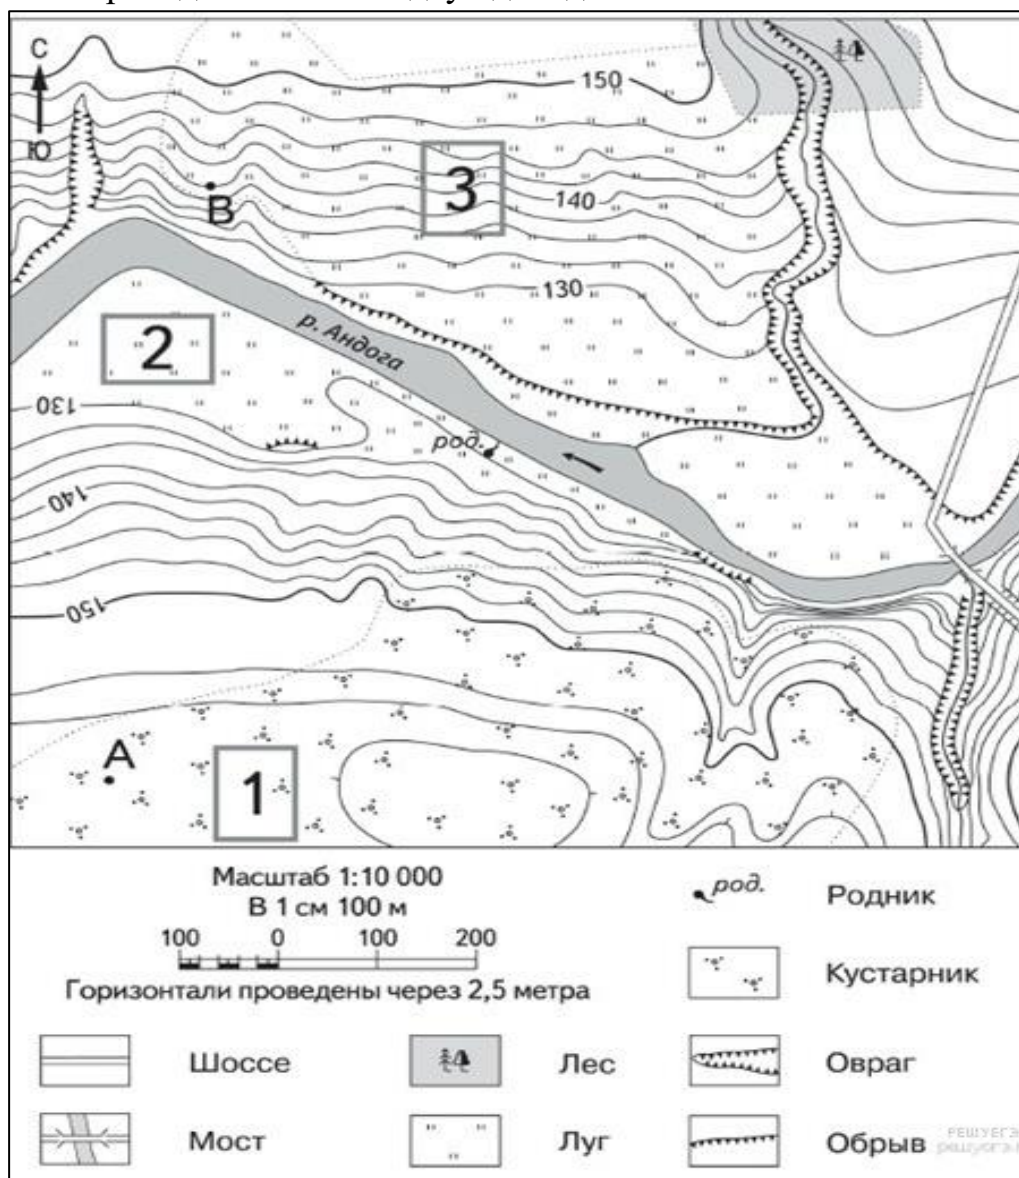 С
Ю
150
В
3
140
130
2
р. Андога
130
род.
140
150
А
1
Масштаб 1:10 000
В 1 см 100 м
100 0 100 200
Горизонтали проведены через 2,5 метра
род. Родник
Кустарник
Шоссе
Лес
Овраг
Мост
Луг
Обрыв
РЕШУЕГЭ